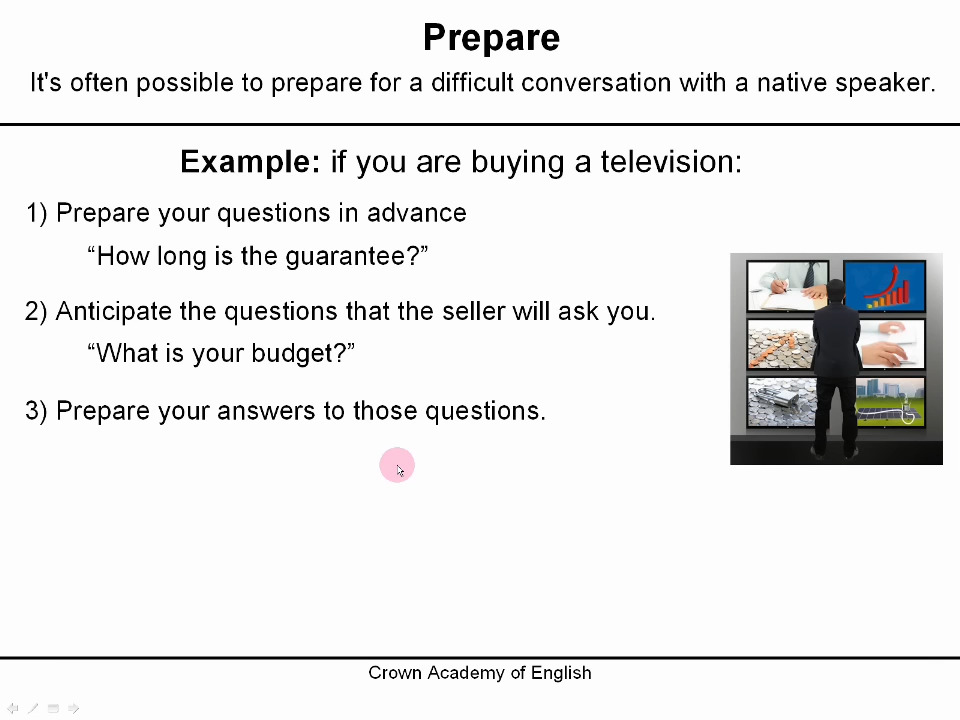 Prepare
It's often possible to prepare for a difficult conversation with a native speaker.
Example: if you are buying a television:
1) Prepare your questions in advance
“How long is the guarantee?”
2) Anticipate the questions that the seller will ask you.
“What is your budget?”
3) Prepare your answers to those questions.
Crown Academy of English